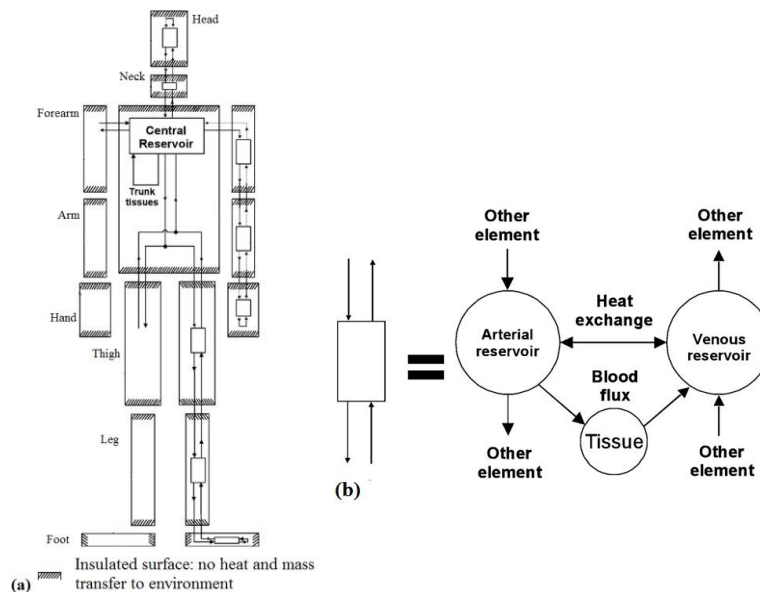 Head
Neck
Forearm
Central
Reservoir
Trunk
tissues
Arm
Hand
Thigh
Leg
Foot
(a)
Insulated surface: no heat and mass
transfer to environment
(b)
Other
element
Other
element
Heat
exchange
Arterial
reservoir
Venous
reservoir
Blood
flux
Tissue
Other
element
Other
element